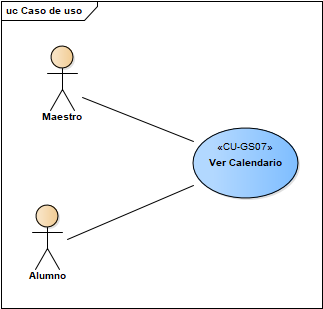 uc Caso de uso
Maestro
«CU-GS07»
Ver Calendario
Alumno